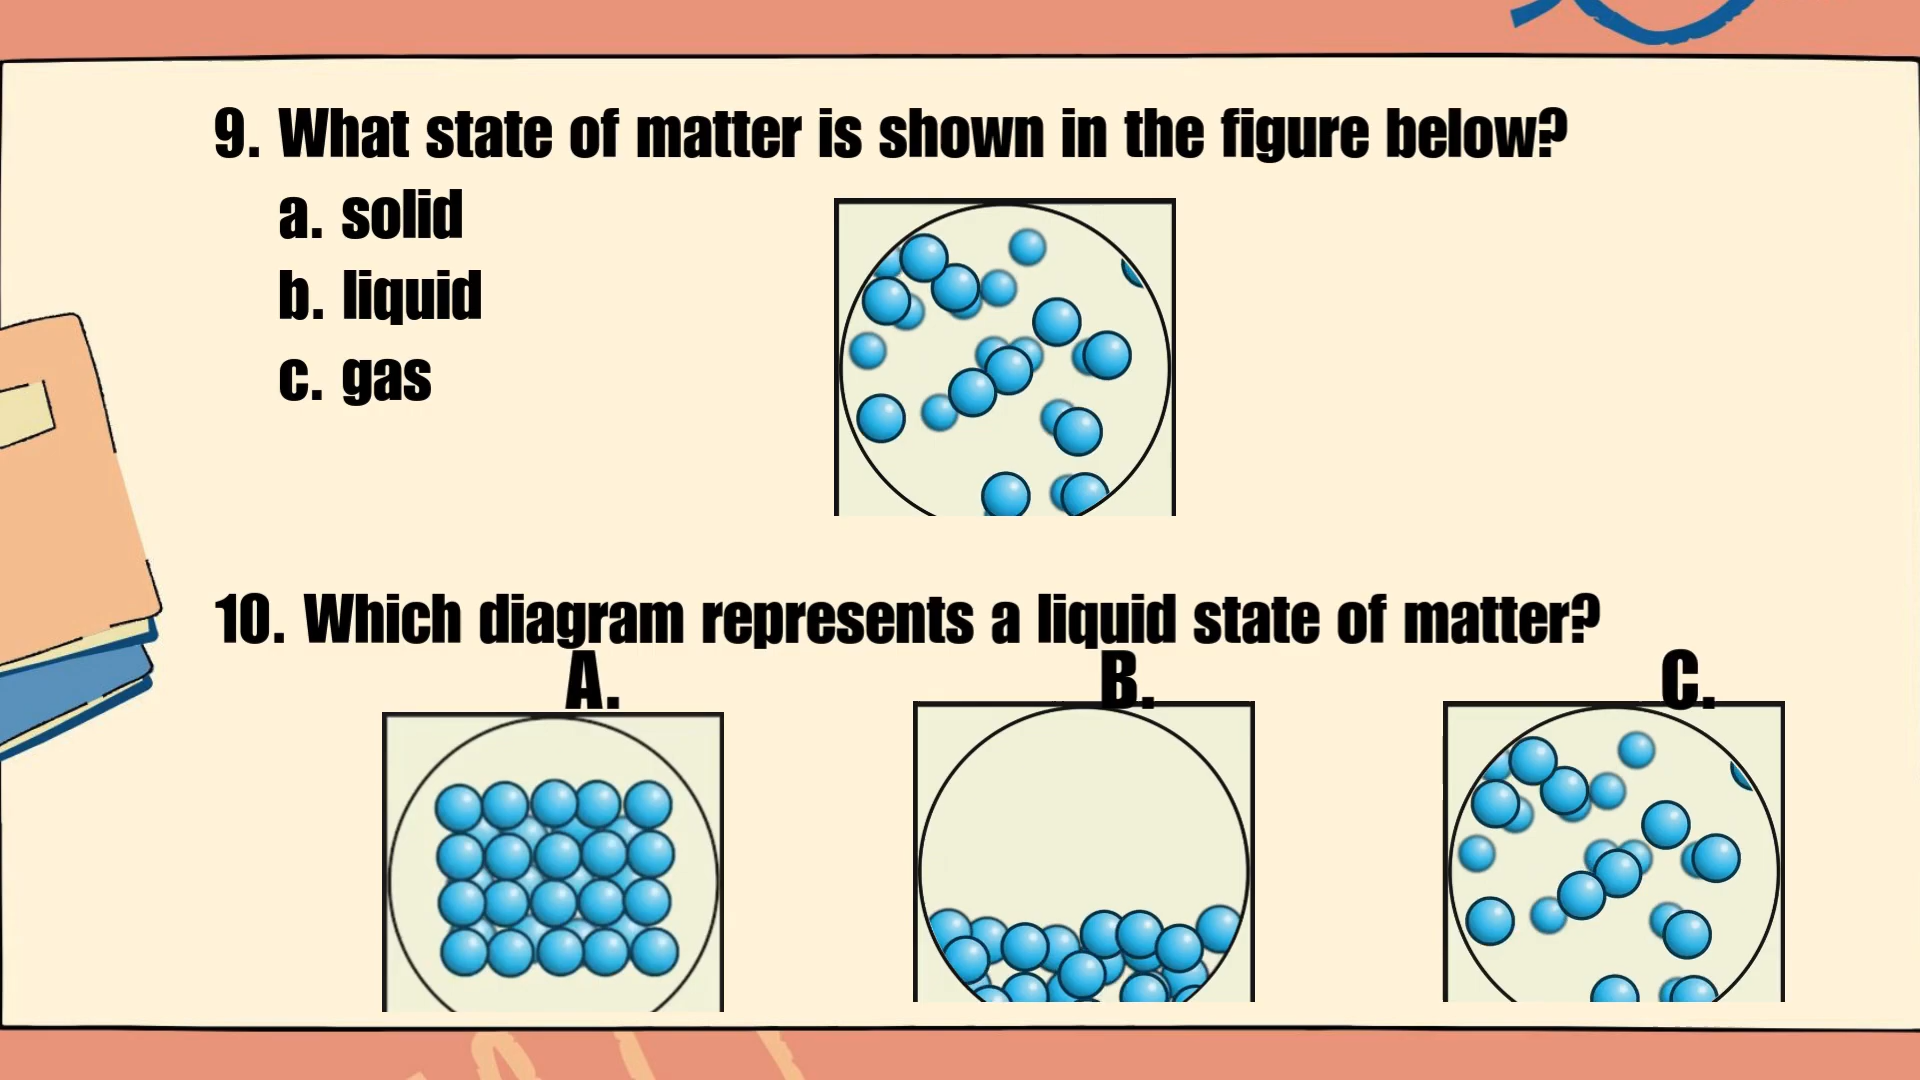 9. What state of matter is shown in the figure below?
a. solid
b. liquid
c. gas
10. Which diagram represents a liquid state of matter?
A.
B.
C.